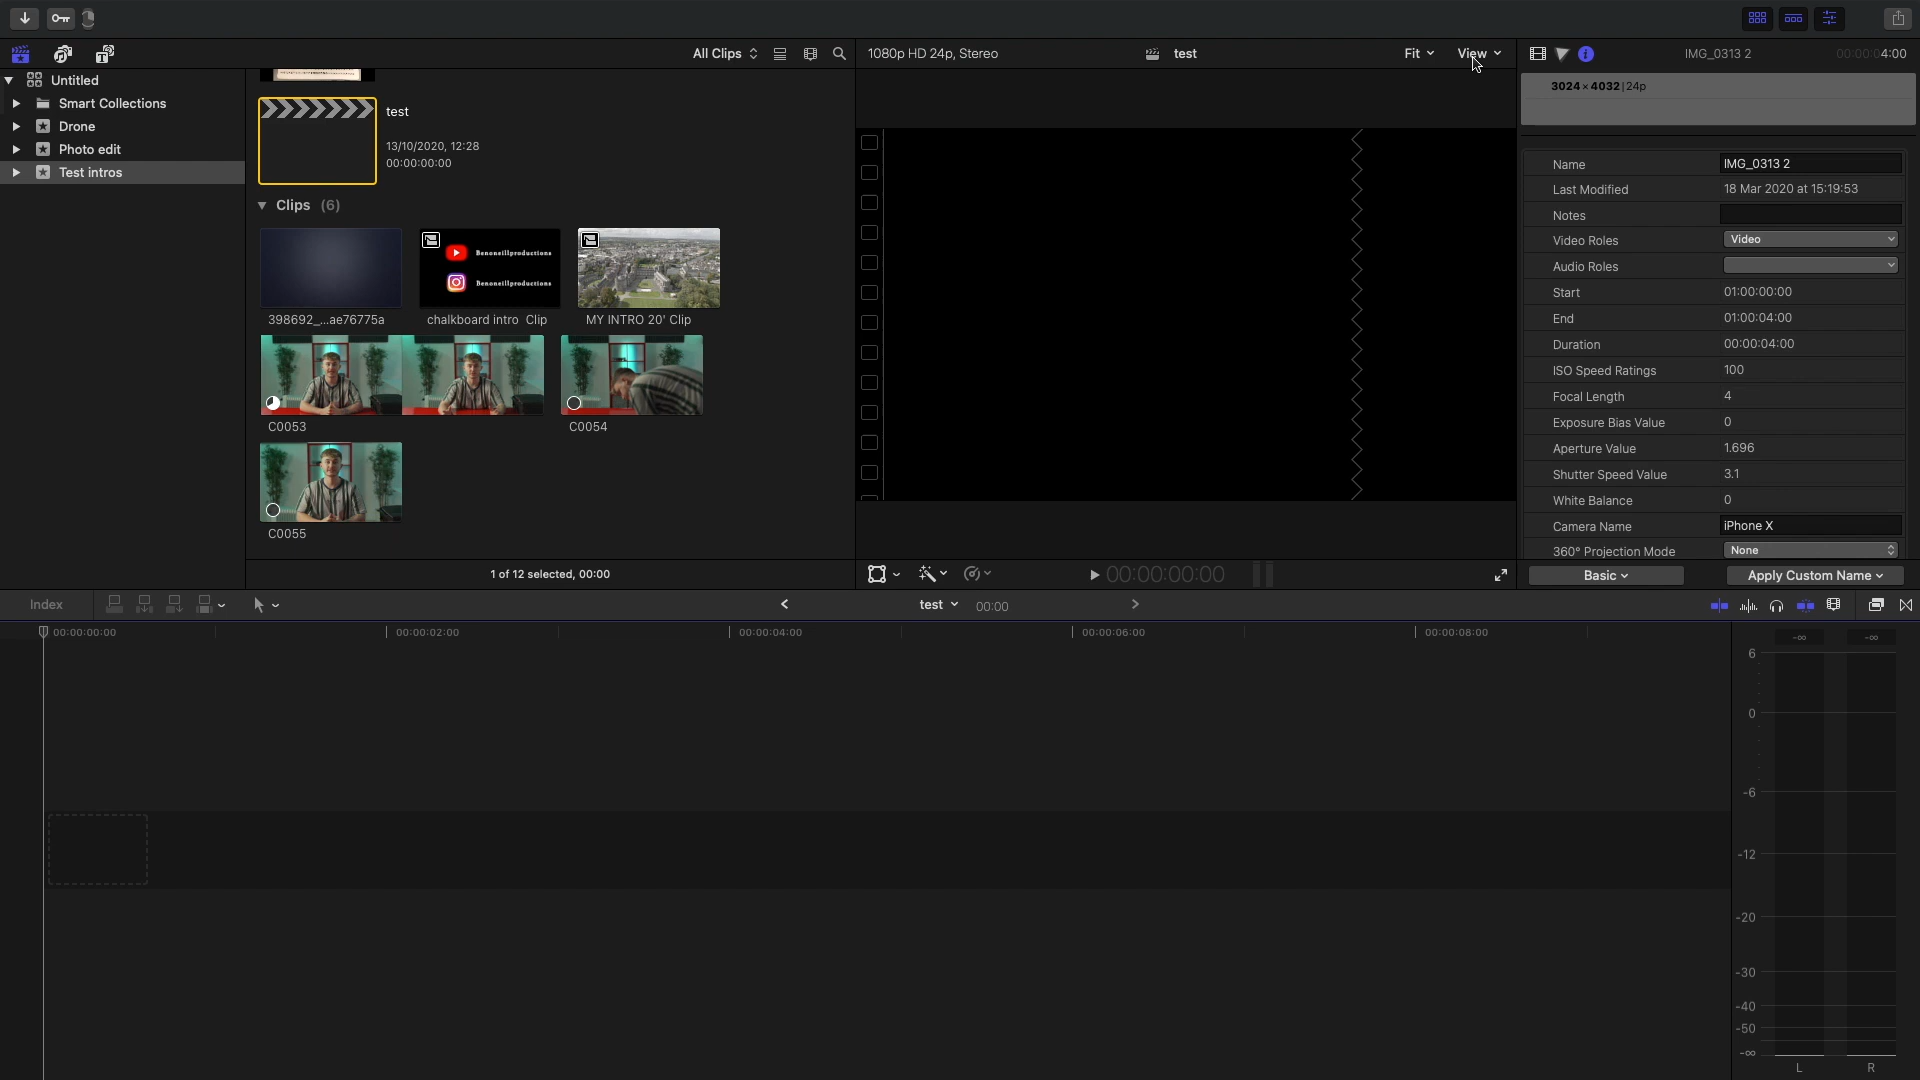 All Clips
1080p HD 24p, Stereo
test
Fit
View
IMG_0313 2
00:00:04:00
Untitled
Smart Collections
Drone
Photo edit
Test intros
test
13/10/2020, 12:28
00:00:00:00
Clips (6)
Benoneillproductions
Benoneillproductions
398692_...ae76775a
chalkboard intro Clip
MY INTRO 20' Clip
C0053
C0054
C0055
1 of 12 selected, 00:00
00:00:00:00
3024 × 4032 | 24p
Name IMG_0313 2
Last Modified 18 Mar 2020 at 15:19:53
Notes
Video Roles Video
Audio Roles
Start 01:00:00:00
End 01:00:04:00
Duration 00:00:04:00
ISO Speed Ratings 100
Focal Length 4
Exposure Bias Value 0
Aperture Value 1.696
Shutter Speed Value 3.1
White Balance 0
Camera Name iPhone X
360° Projection Mode None
Basic
Apply Custom Name
Index
test 00:00
00:00:00:00 00:00:02:00 00:00:04:00 00:00:06:00 00:00:08:00
-∞ -∞
6
0
-6
-12
-20
-30
-40
-50
-∞
L R